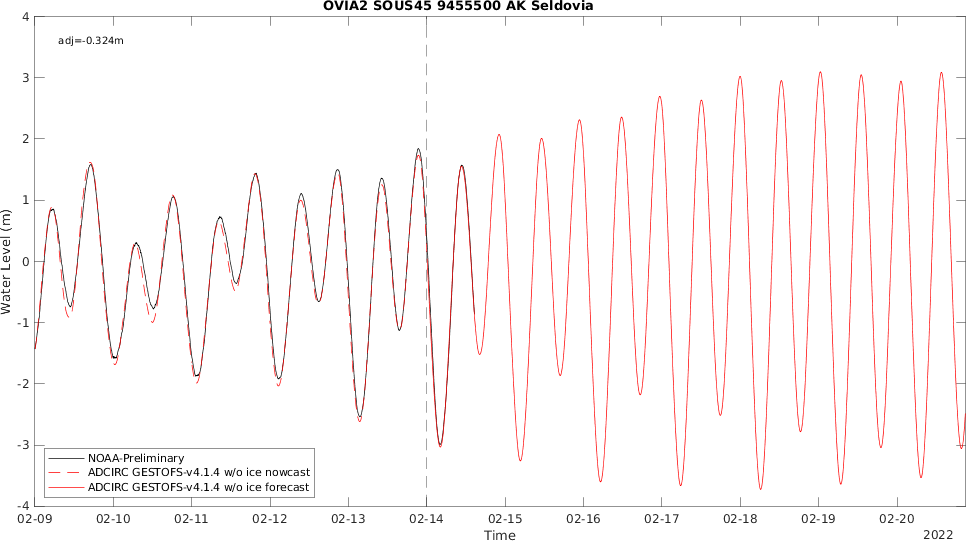 OVIA2 SOUS45 9455500 AK Seldovia
adj=-0.324m
4
3
2
1
0
-1
-2
-3
-4
Water Level (m)
NOAA-Preliminary
ADCIRC GESTOFS-v4.1.4 w/o ice nowcast
ADCIRC GESTOFS-v4.1.4 w/o ice forecast
02-09 02-10 02-11 02-12 02-13 02-14 02-15 02-16 02-17 02-18 02-19 02-20
Time
2022